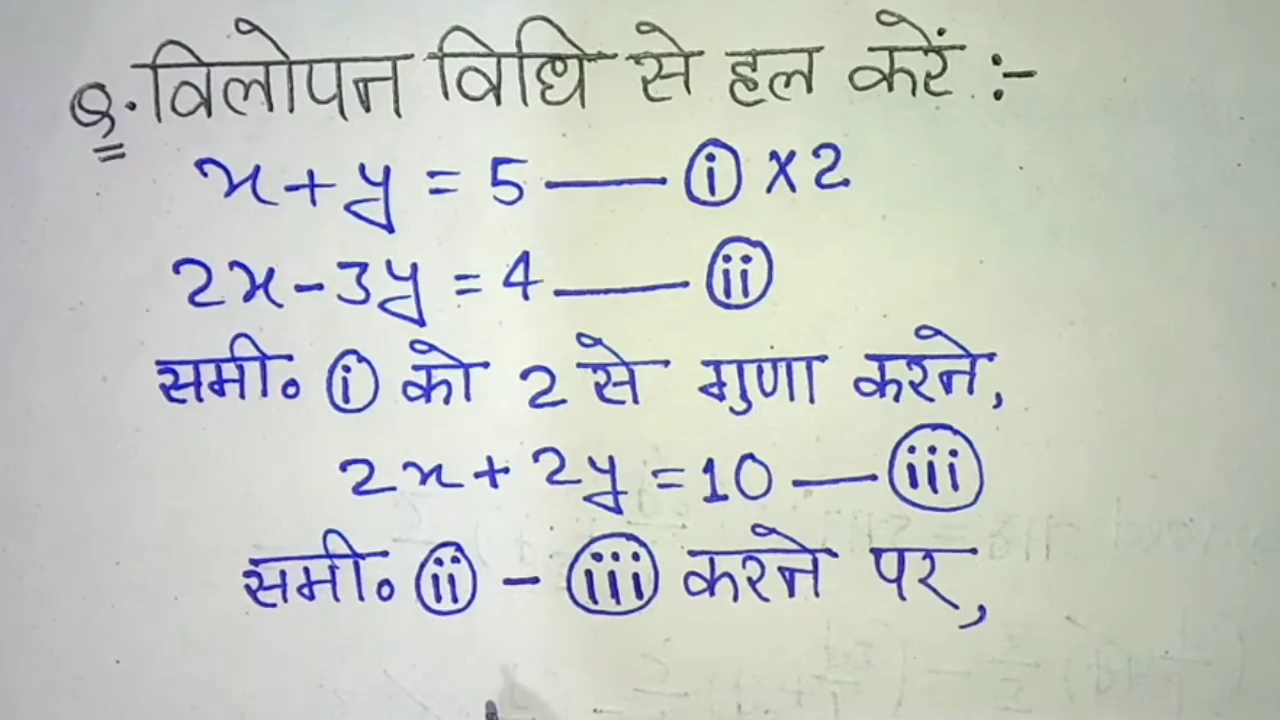 Q. विलोपन विधि से हल करें :-
x + y = 5 — (i) × 2
2x - 3y = 4 — (ii)
समी० (i) को 2 से गुणा करने,
2x + 2y = 10 — (iii)
समी० (ii) - (iii) करने पर,